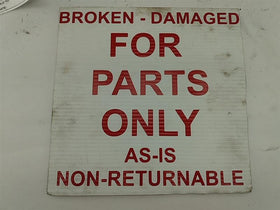 BROKEN - DAMAGED
FOR
PARTS
ONLY
AS-IS
NON-RETURNABLE